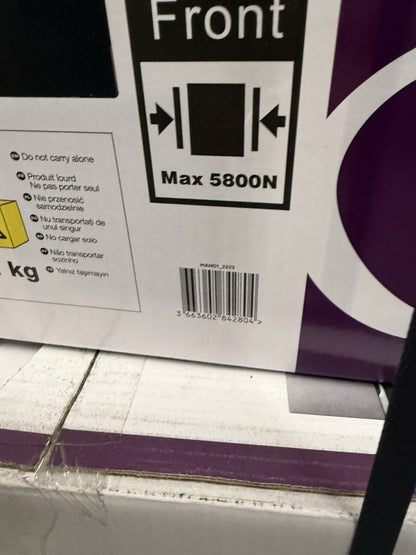 Front
Max 5800N
Do not carry alone
Produit lourd
Ne pas porter seul
Nie przenosić
samodzielnie
Nu transportați de
unul singur
No cargar solo
Não transportar
sozinho
Yalnız taşımayın
kg
MAND1_2222
3 663602 842804 >